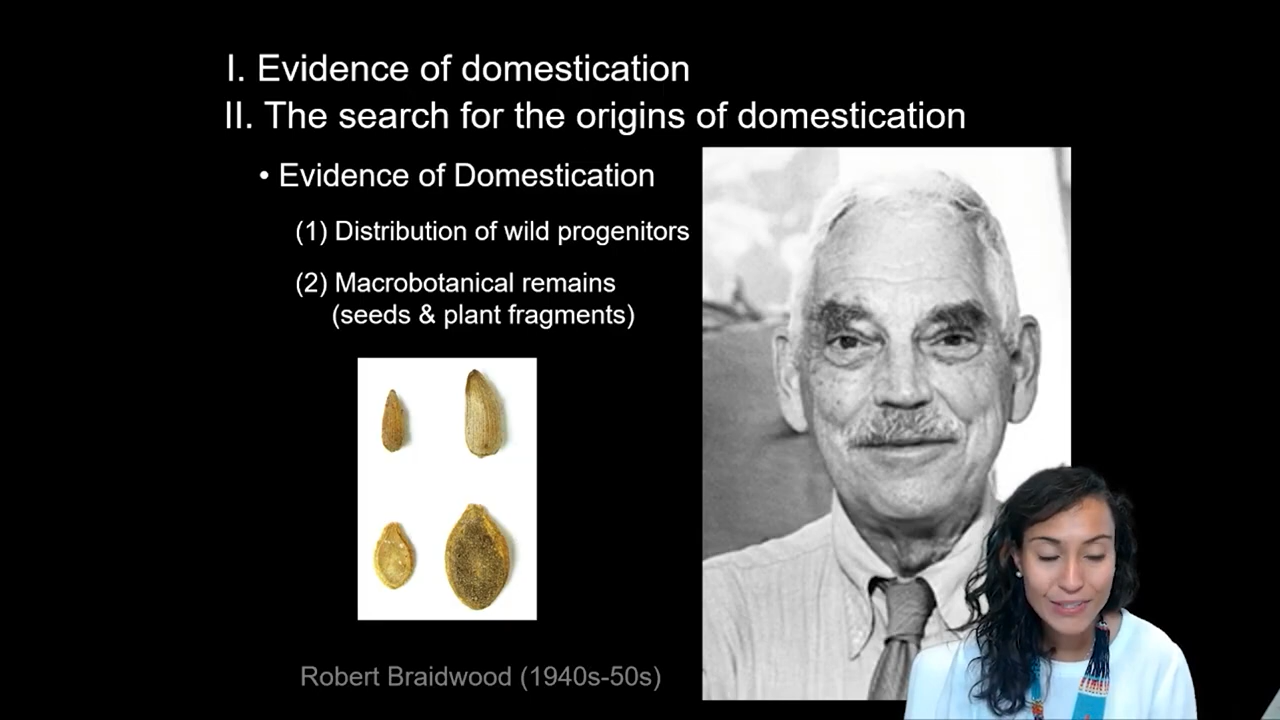 I. Evidence of domestication
II. The search for the origins of domestication
• Evidence of Domestication
(1) Distribution of wild progenitors
(2) Macrobotanical remains
(seeds & plant fragments)
Robert Braidwood (1940s-50s)